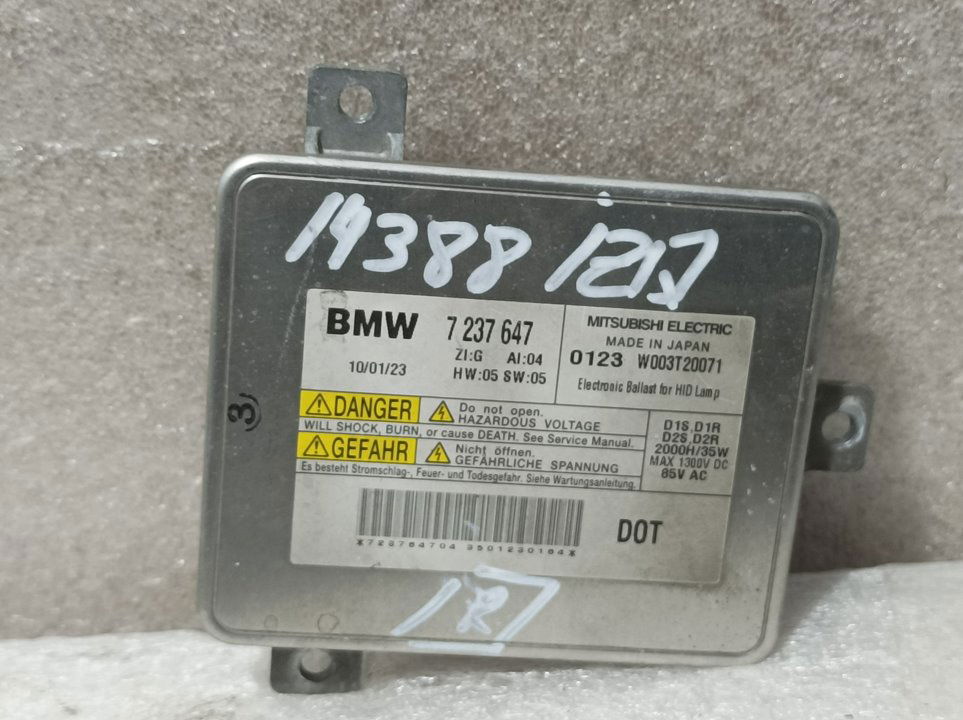 14388
BMW 7 237 647
ZI:G AI:04
10/01/23
HW:05 SW:05
MITSUBISHI ELECTRIC
MADE IN JAPAN
0123 W003T20071
Electronic Ballast for HID Lamp
3
DANGER
Do not open.
HAZARDOUS VOLTAGE
WILL SHOCK, BURN, or cause DEATH. See Service Manual.
GEFAHR
Nicht öffnen.
GEFÄHRLICHE SPANNUNG
Es besteht Stromschlag-, Feuer- und Todesgefahr. Siehe Wartungsanleitung.
D1S,D1R
D2S,D2R
2000H/35W
MAX 1300V DC
85V AC
*723764704 3501230164*
DOT